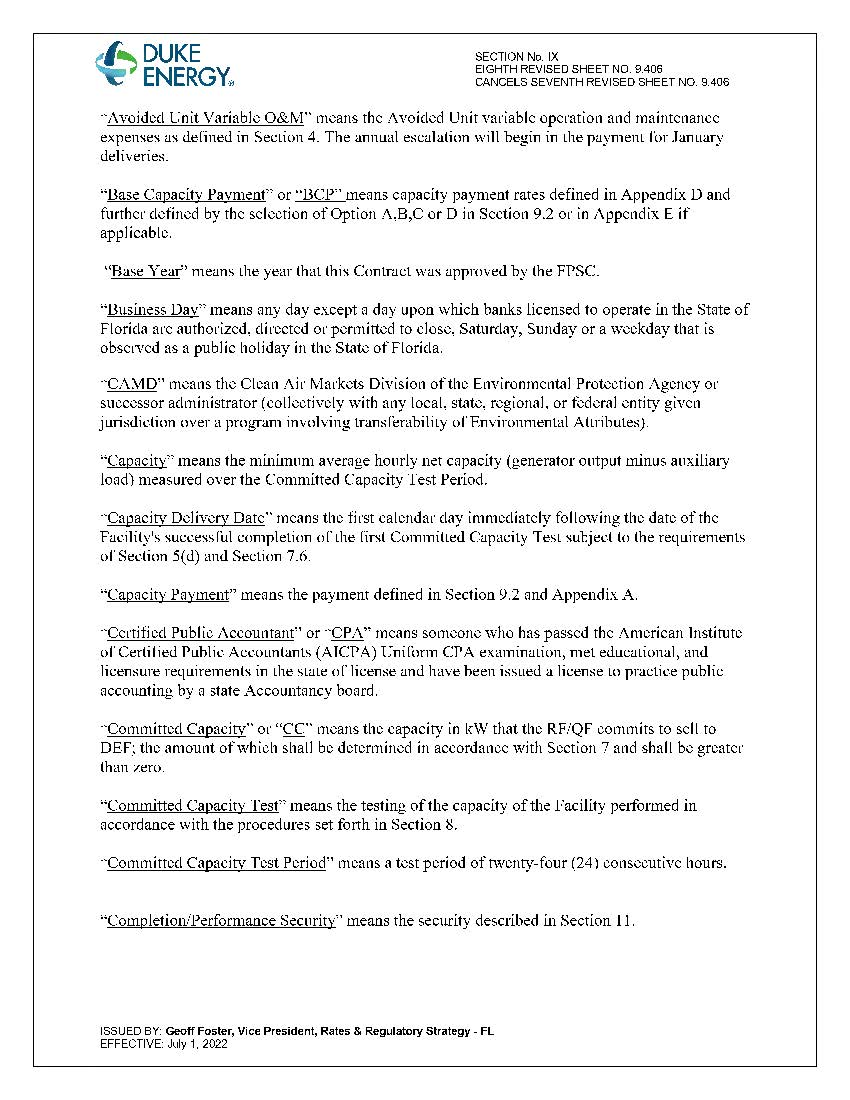 DUKE
ENERGY®
SECTION No. IX
EIGHTH REVISED SHEET NO. 9.406
CANCELS SEVENTH REVISED SHEET NO. 9.406
“Avoided Unit Variable O&M” means the Avoided Unit variable operation and maintenance
expenses as defined in Section 4. The annual escalation will begin in the payment for January
deliveries.
“Base Capacity Payment” or “BCP” means capacity payment rates defined in Appendix D and
further defined by the selection of Option A,B,C or D in Section 9.2 or in Appendix E if
applicable.
“Base Year” means the year that this Contract was approved by the FPSC.
“Business Day” means any day except a day upon which banks licensed to operate in the State of
Florida are authorized, directed or permitted to close, Saturday, Sunday or a weekday that is
observed as a public holiday in the State of Florida.
“CAMD” means the Clean Air Markets Division of the Environmental Protection Agency or
successor administrator (collectively with any local, state, regional, or federal entity given
jurisdiction over a program involving transferability of Environmental Attributes).
“Capacity” means the minimum average hourly net capacity (generator output minus auxiliary
load) measured over the Committed Capacity Test Period.
“Capacity Delivery Date” means the first calendar day immediately following the date of the
Facility's successful completion of the first Committed Capacity Test subject to the requirements
of Section 5(d) and Section 7.6.
“Capacity Payment” means the payment defined in Section 9.2 and Appendix A.
“Certified Public Accountant” or “CPA” means someone who has passed the American Institute
of Certified Public Accountants (AICPA) Uniform CPA examination, met educational, and
licensure requirements in the state of license and have been issued a license to practice public
accounting by a state Accountancy board.
“Committed Capacity” or “CC” means the capacity in kW that the RF/QF commits to sell to
DEF; the amount of which shall be determined in accordance with Section 7 and shall be greater
than zero.
“Committed Capacity Test” means the testing of the capacity of the Facility performed in
accordance with the procedures set forth in Section 8.
“Committed Capacity Test Period” means a test period of twenty-four (24) consecutive hours.
“Completion/Performance Security” means the security described in Section 11.
ISSUED BY: Geoff Foster, Vice President, Rates & Regulatory Strategy - FL
EFFECTIVE: July 1, 2022